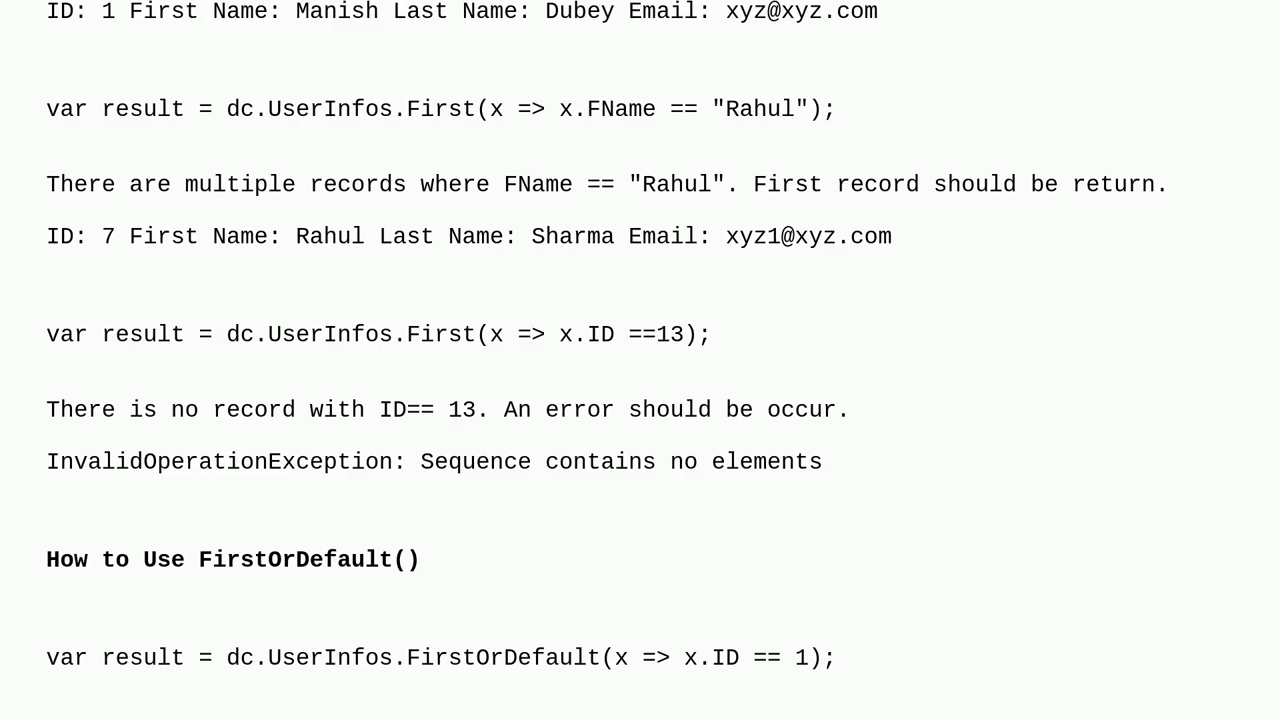 ID: 1 First Name: Manish Last Name: Dubey Email: xyz@xyz.com
var result = dc.UserInfos.First(x => x.FName == "Rahul");
There are multiple records where FName == "Rahul". First record should be return.
ID: 7 First Name: Rahul Last Name: Sharma Email: xyz1@xyz.com
var result = dc.UserInfos.First(x => x.ID ==13);
There is no record with ID== 13. An error should be occur.
InvalidOperationException: Sequence contains no elements
How to Use FirstOrDefault()
var result = dc.UserInfos.FirstOrDefault(x => x.ID == 1);